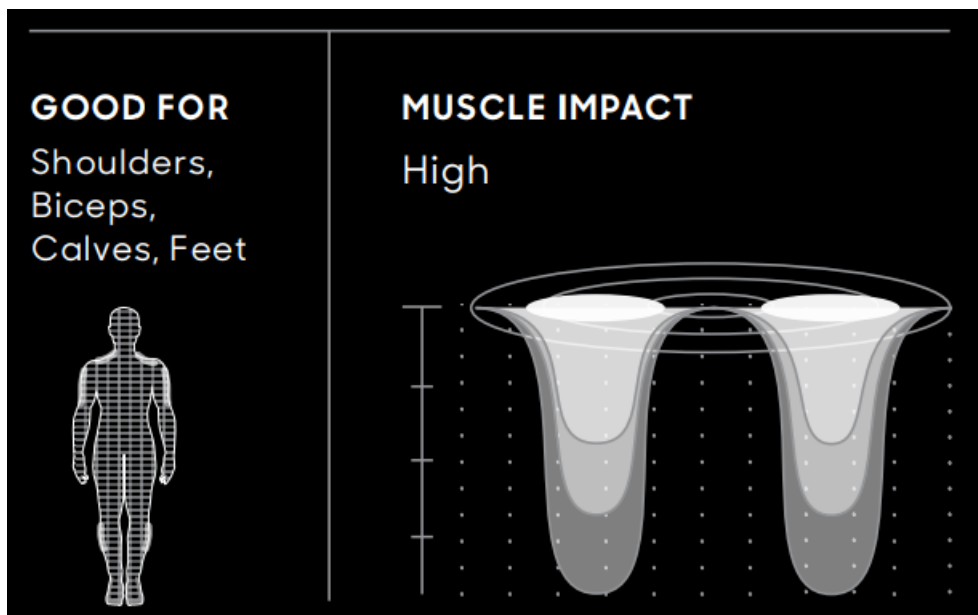 GOOD FOR
Shoulders,
Biceps,
Calves, Feet
MUSCLE IMPACT
High